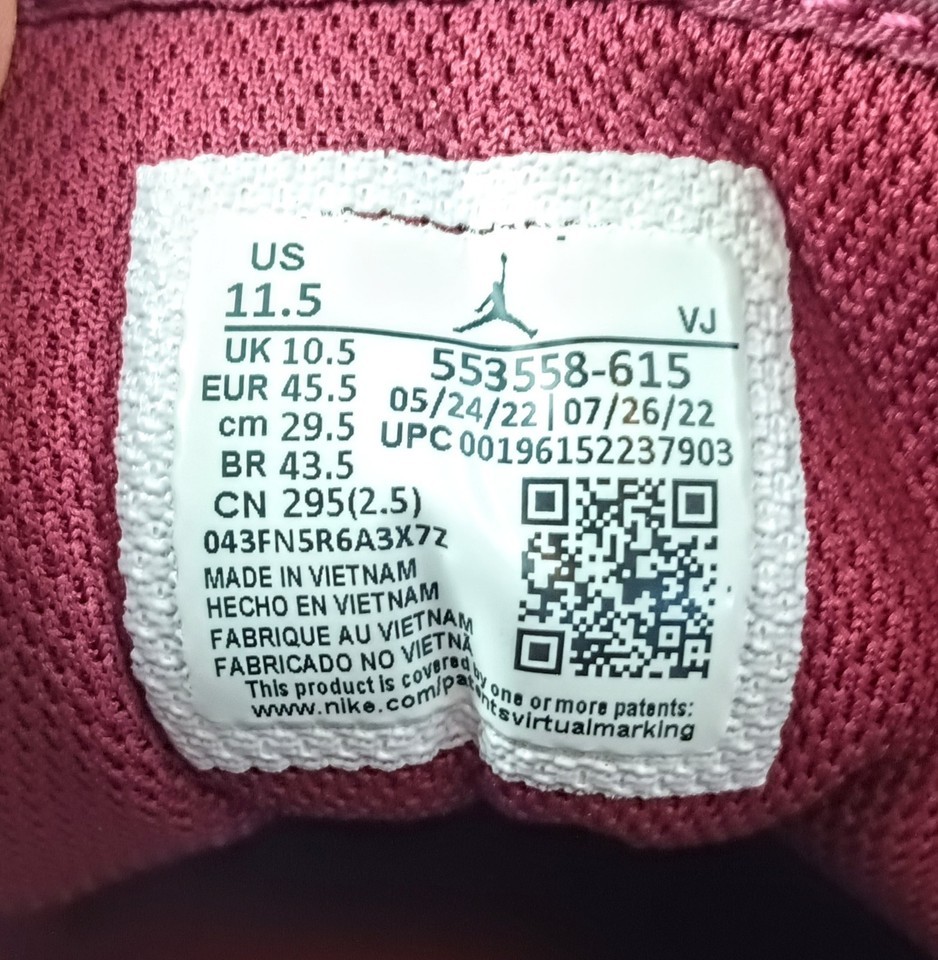 US
11.5
VJ
UK 10.5
EUR 45.5
cm 29.5
BR 43.5
CN 295(2.5)
553558-615
05/24/22 | 07/26/22
UPC 00196152237903
043FN5R6A3X7Z
MADE IN VIETNAM
HECHO EN VIETNAM
FABRIQUE AU VIETNAM
FABRICADO NO VIETNÃ
This product is covered by one or more patents:
www.nike.com/patentsvirtualmarking